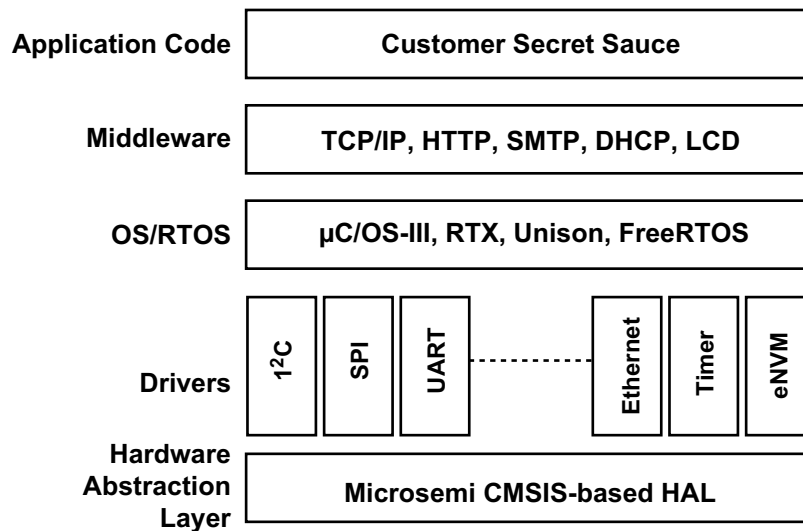 Application Code
Customer Secret Sauce
Middleware
TCP/IP, HTTP, SMTP, DHCP, LCD
OS/RTOS
µC/OS-III, RTX, Unison, FreeRTOS
Drivers
1²C
SPI
UART
Ethernet
Timer
eNVM
Hardware
Abstraction
Layer
Microsemi CMSIS-based HAL